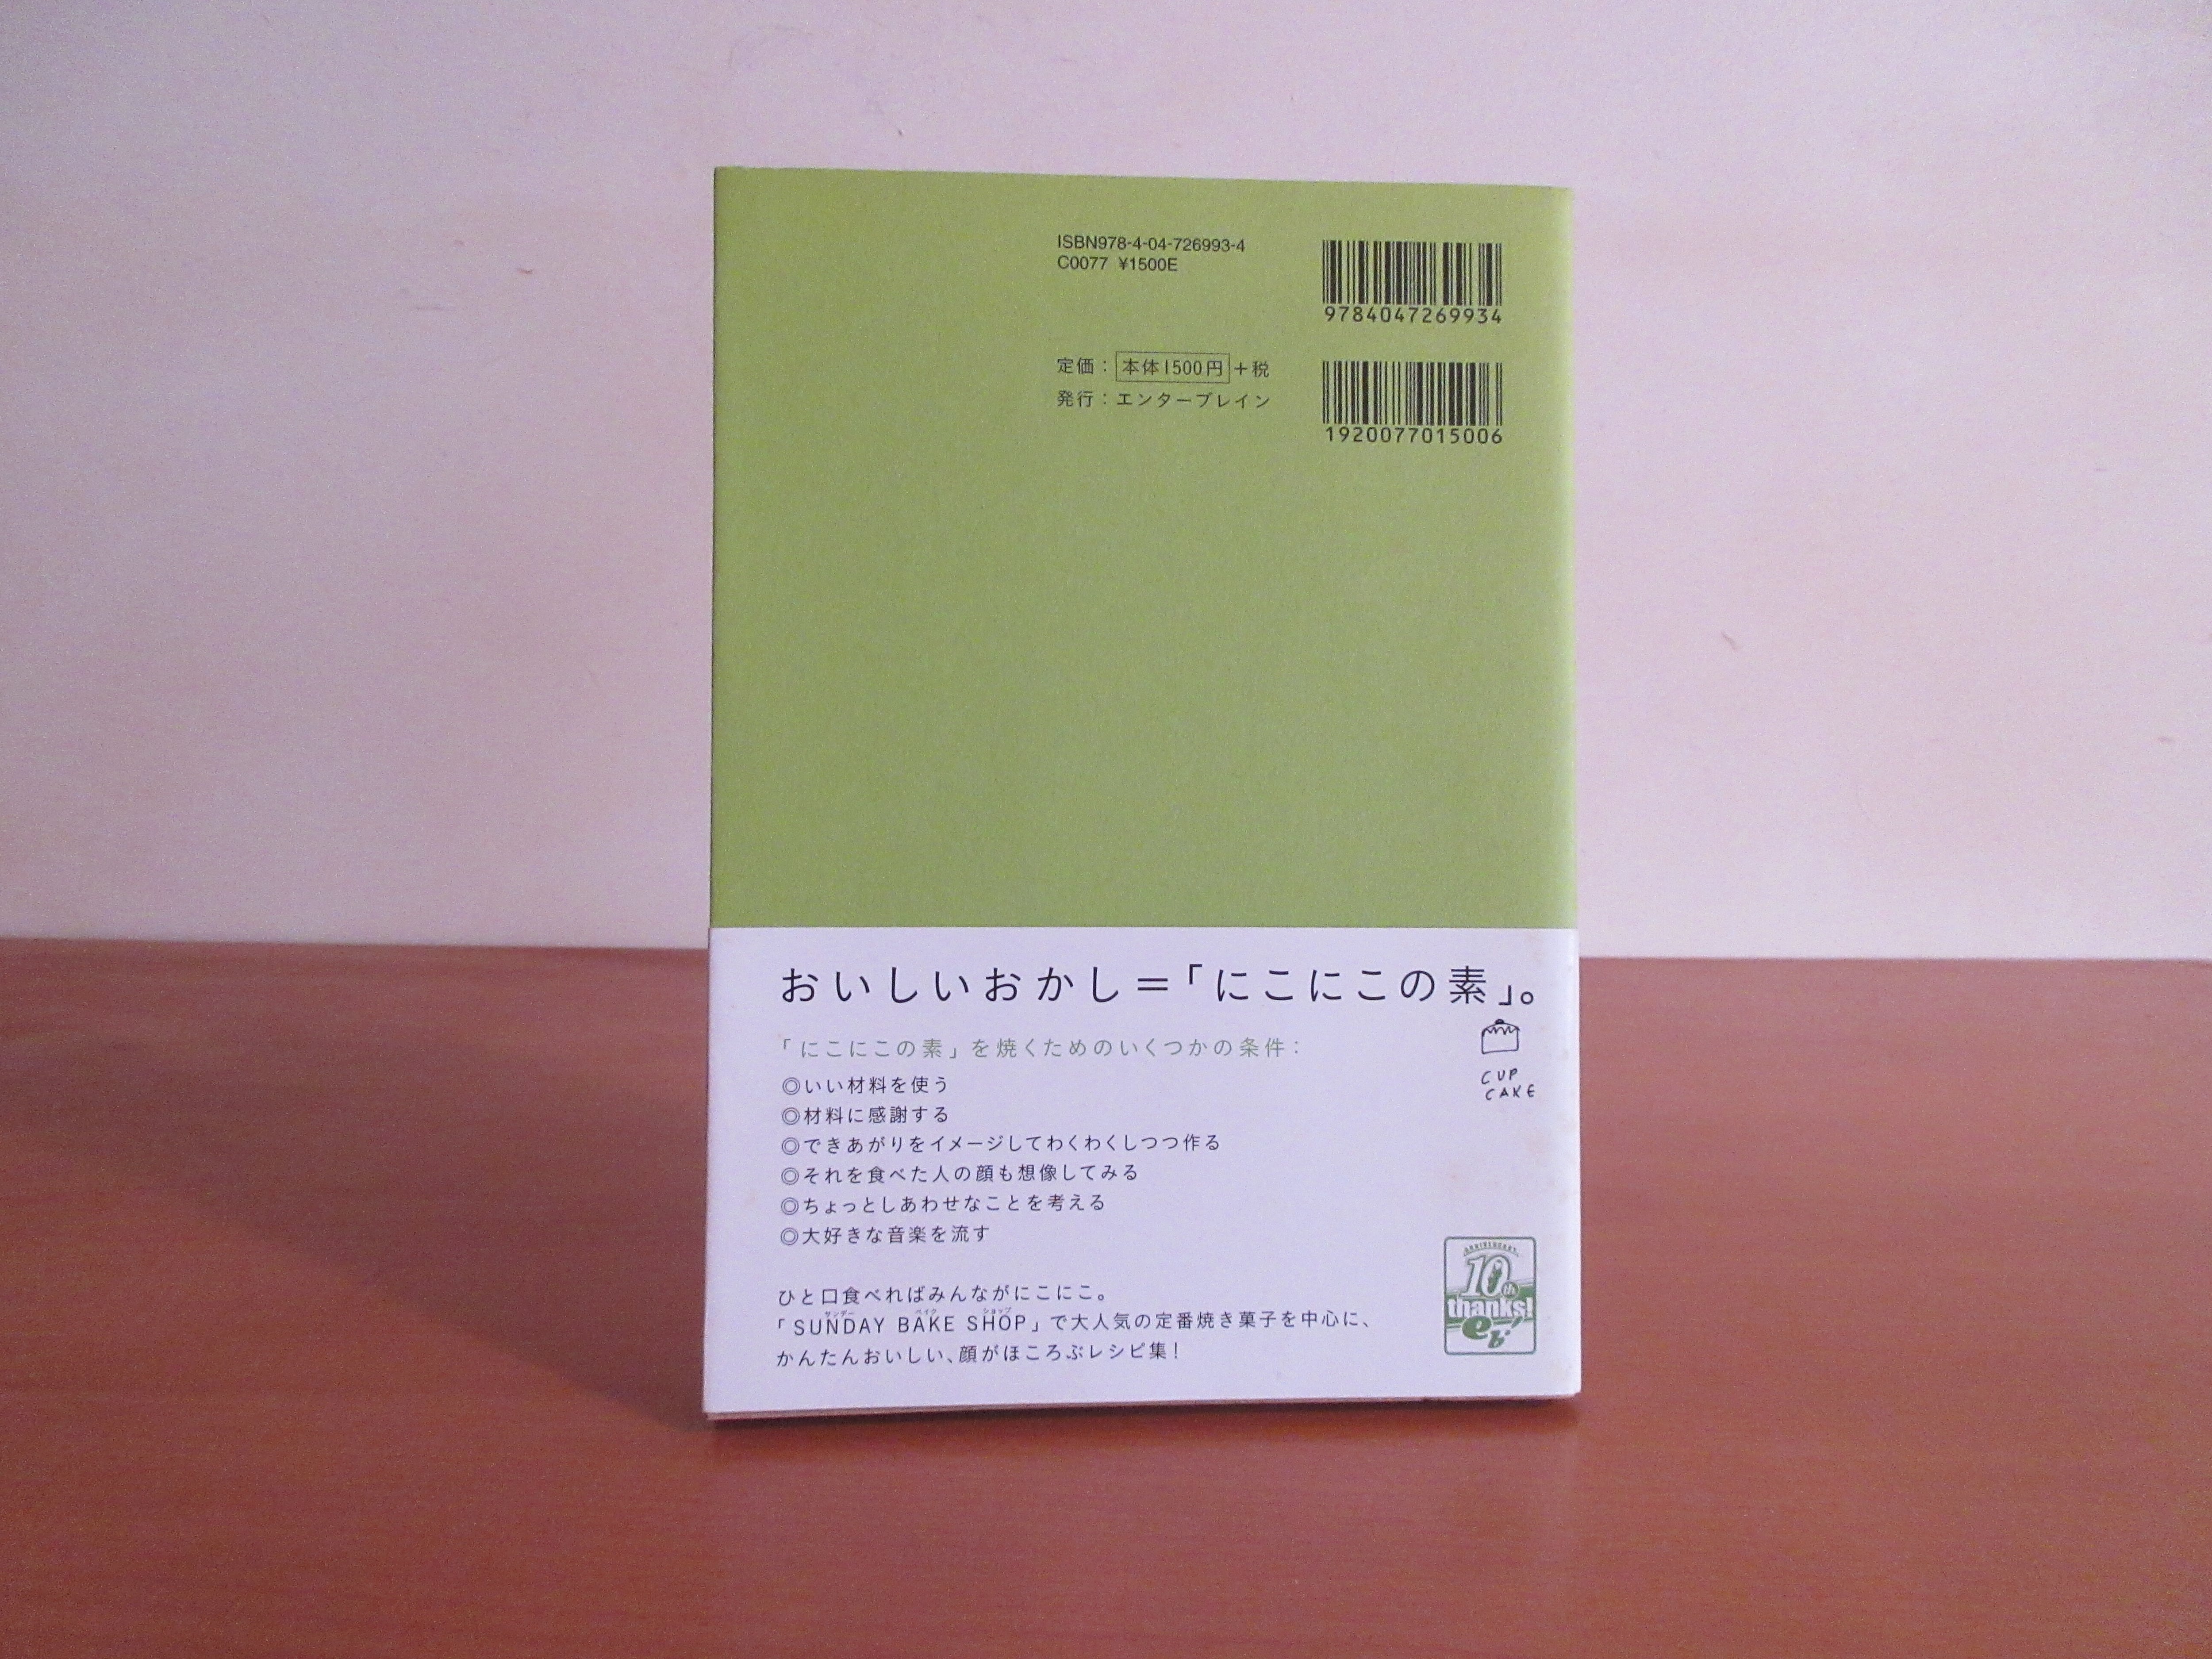 ISBN978-4-04-726993-4
C0077 ¥1500E
9784047269934
定価：本体1500円＋税
発行：エンターブレイン
1920077015006
おいしいおかし＝「にこにこの素」。
「にこにこの素」を焼くためのいくつかの条件：
◎いい材料を使う
◎材料に感謝する
◎できあがりをイメージしてわくわくしつつ作る
◎それを食べた人の顔も想像してみる
◎ちょっとしあわせなことを考える
◎大好きな音楽を流す
CUP
CAKE
ひと口食べればみんながにこにこ。
サンデー ベイク ショップ
「SUNDAY BAKE SHOP」で大人気の定番焼き菓子を中心に、
かんたんおいしい、顔がほころぶレシピ集！
ANNIVERSARY
10th
thanks!
eb!